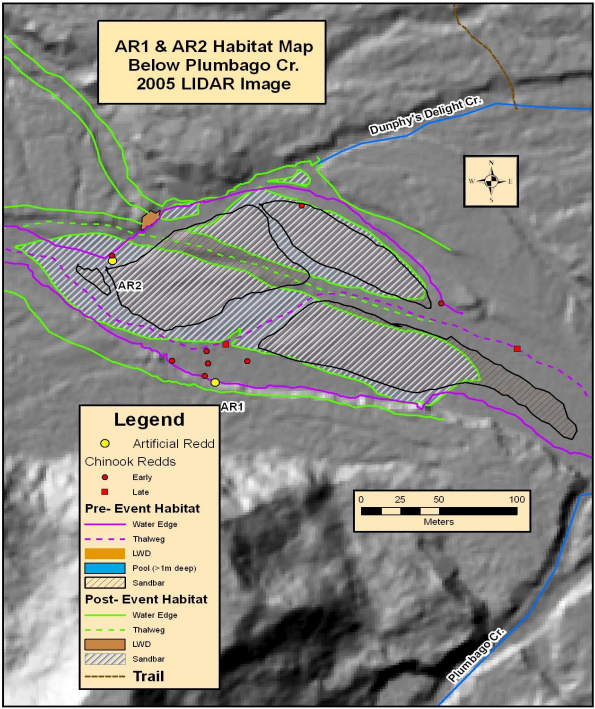 AR1 & AR2 Habitat Map
Below Plumbago Cr.
2005 LIDAR Image
Dunphy's Delight Cr.
N
W E
S
AR2
AR1
Legend
Artificial Redd
Chinook Redds
Early
Late
Pre- Event Habitat
Water Edge
Thalweg
LWD
Pool (>1m deep)
Sandbar
Post- Event Habitat
Water Edge
Thalweg
LWD
Sandbar
Trail
0 25 50 100
Meters
Plumbago Cr.